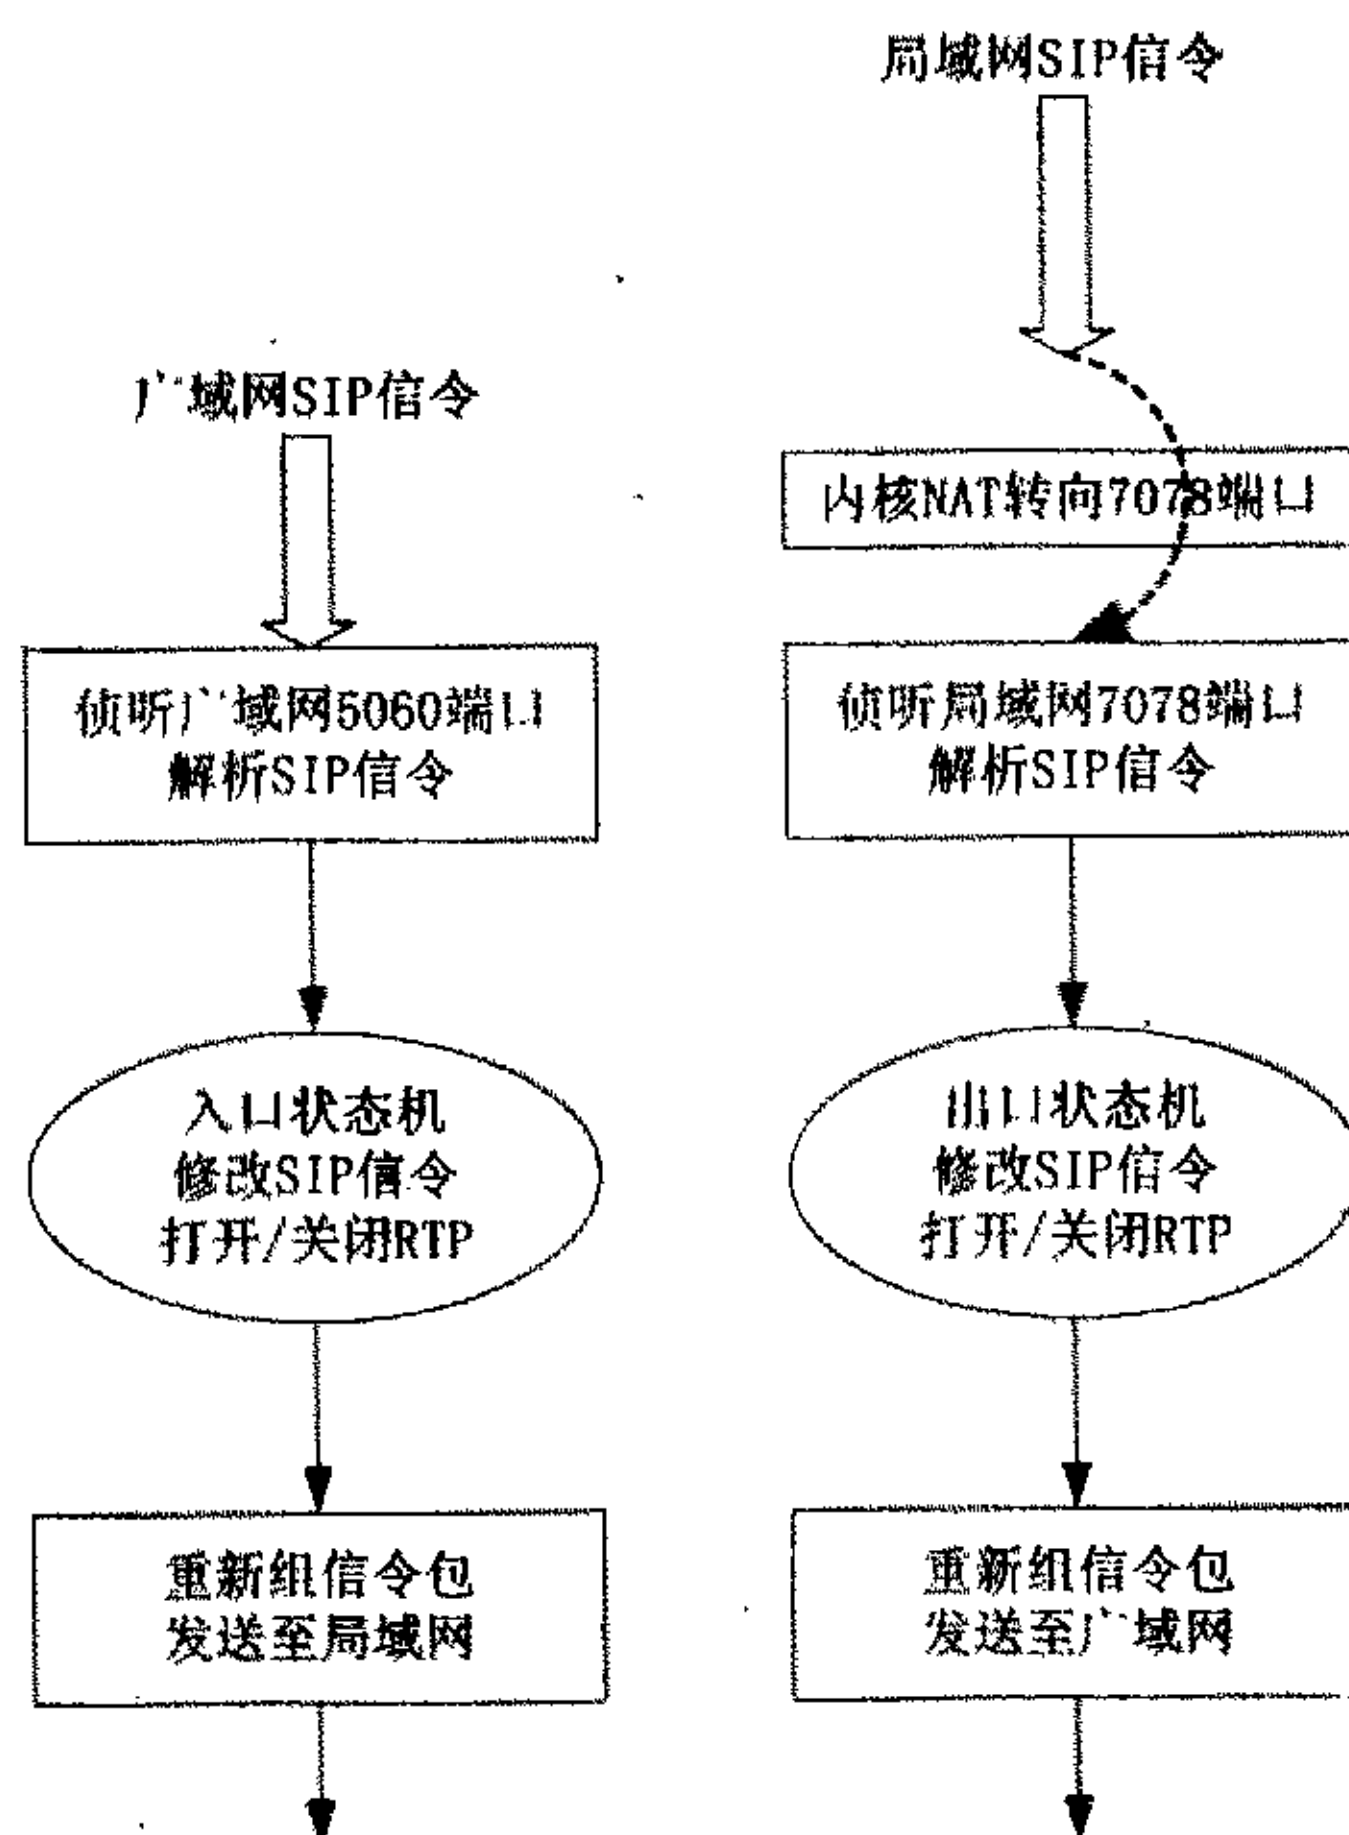 广域网SIP信令
侦听广域网5060端口
解析SIP信令
入口状态机
修改SIP信令
打开/关闭RTP
重新组信令包
发送至局域网
局域网SIP信令
内核NAT转向7078端口
侦听局域网7078端口
解析SIP信令
出口状态机
修改SIP信令
打开/关闭RTP
重新组信令包
发送至广域网